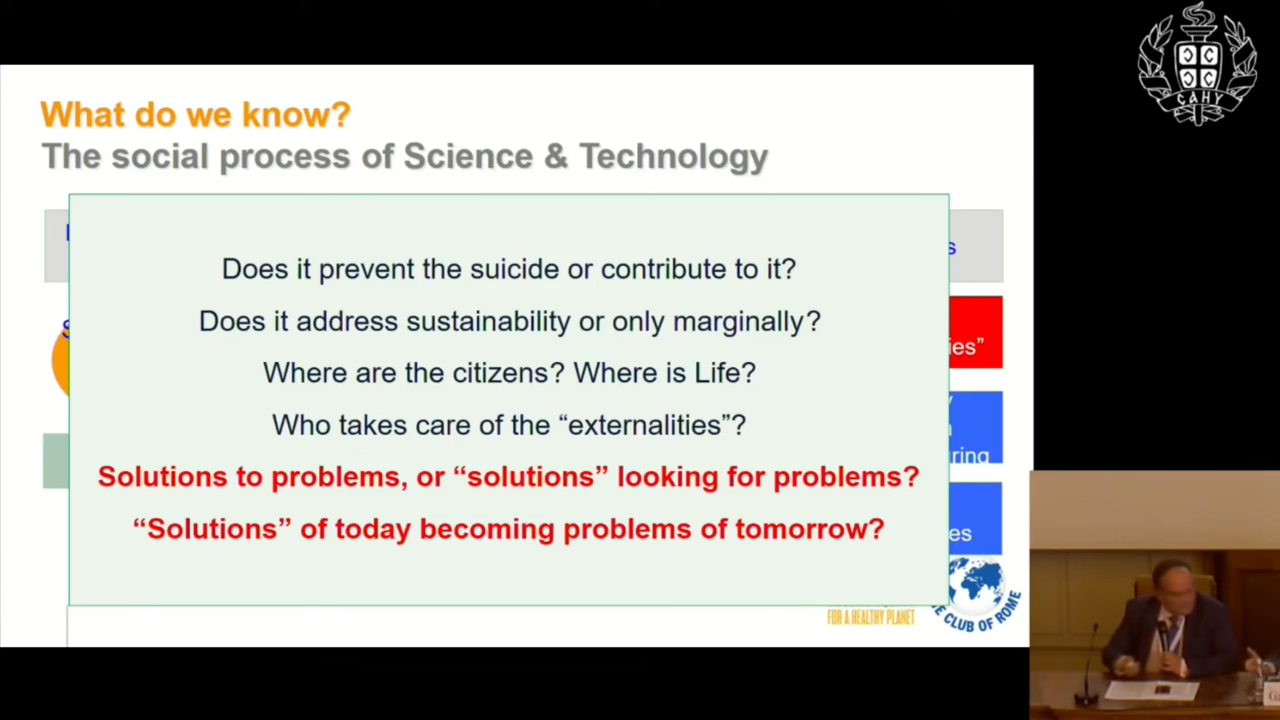 САНУ
What do we know?
The social process of Science & Technology
Does it prevent the suicide or contribute to it?
Does it address sustainability or only marginally?
Where are the citizens? Where is Life?
Who takes care of the “externalities”?
Solutions to problems, or “solutions” looking for problems?
“Solutions” of today becoming problems of tomorrow?
FOR A HEALTHY PLANET
CLUB OF ROME